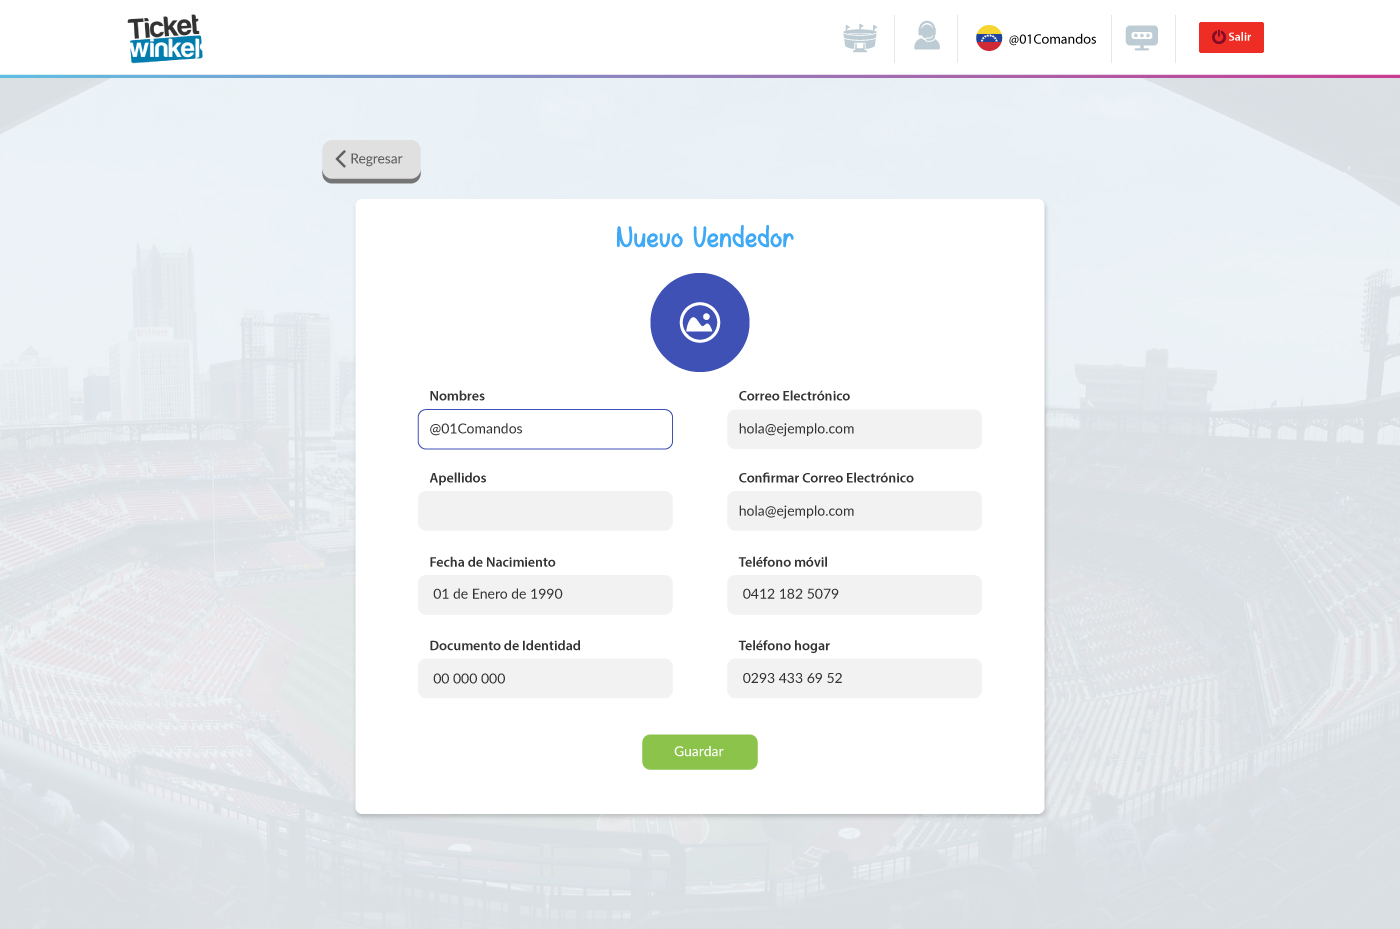 Ticket
winkel
@01Comandos
Salir
Regresar
Nuevo Vendedor
Nombres
@01Comandos
Correo Electrónico
hola@ejemplo.com
Apellidos
Confirmar Correo Electrónico
hola@ejemplo.com
Fecha de Nacimiento
01 de Enero de 1990
Teléfono móvil
0412 182 5079
Documento de Identidad
00 000 000
Teléfono hogar
0293 433 69 52
Guardar